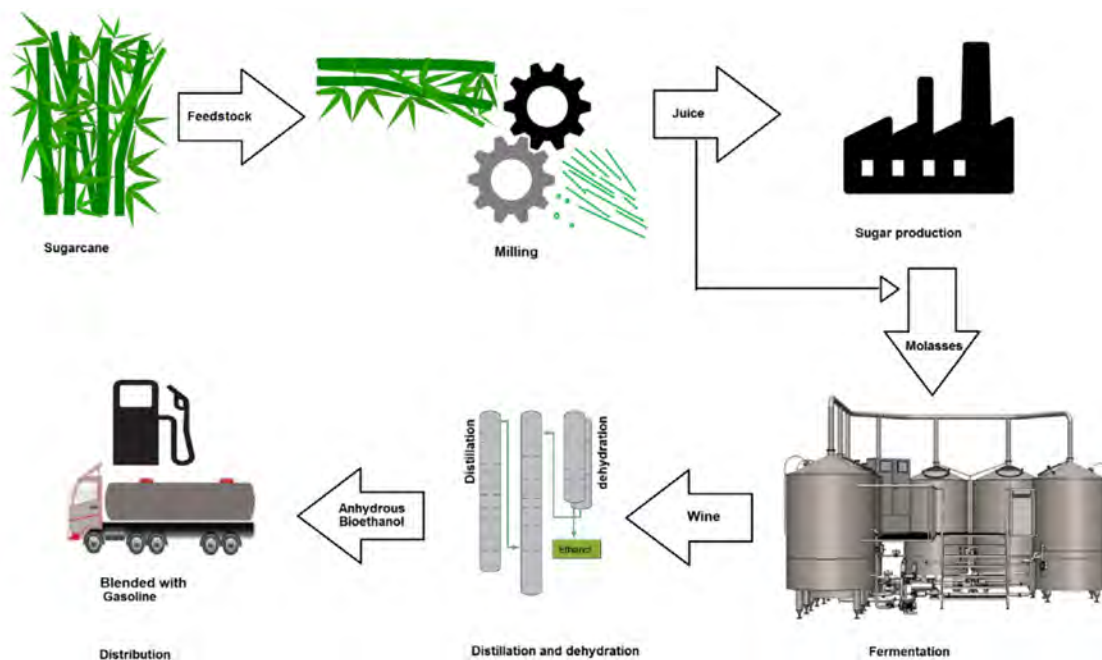 Feedstock
Juice
Sugarcane
Milling
Sugar production
Molasses
Distillation
dehydration
Anhydrous
Bioethanol
Wine
Ethanol
Blended with
Gasoline
Distribution
Distillation and dehydration
Fermentation